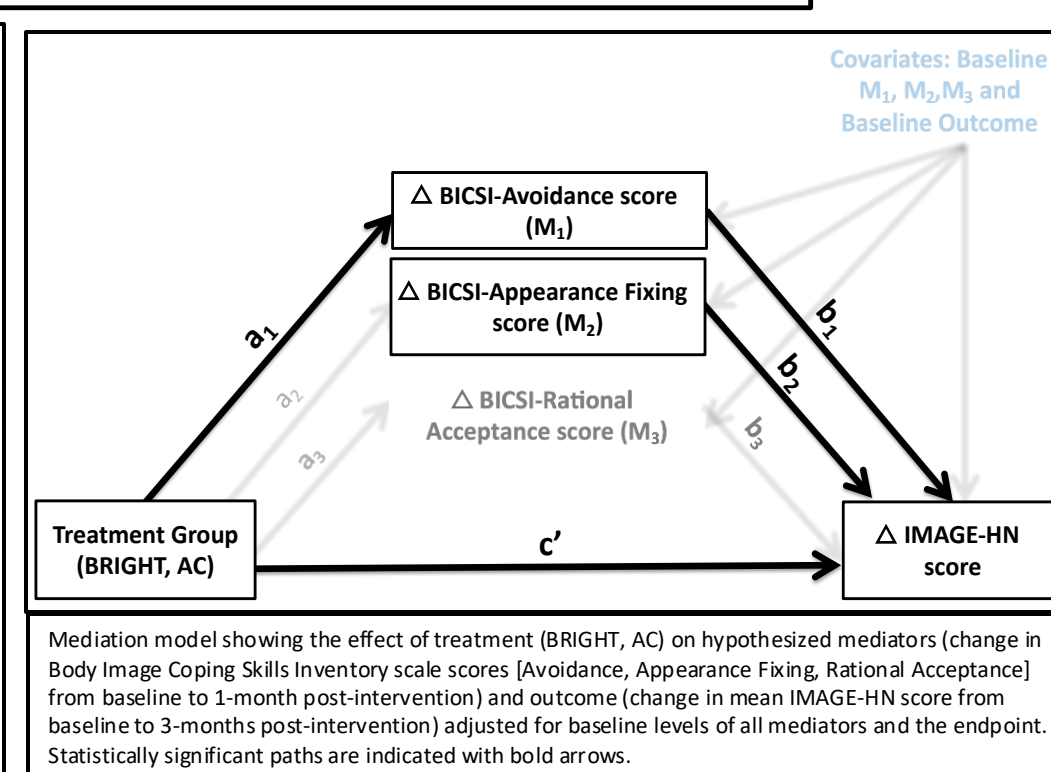 Covariates: Baseline
M₁, M₂,M₃ and
Baseline Outcome
△ BICSI-Avoidance score
(M₁)
△ BICSI-Appearance Fixing
score (M₂)
△ BICSI-Rational
Acceptance score (M₃)
a₁
a₂
a₃
b₁
b₂
b₃
Treatment Group
(BRIGHT, AC)
c’
△ IMAGE-HN
score
Mediation model showing the effect of treatment (BRIGHT, AC) on hypothesized mediators (change in
Body Image Coping Skills Inventory scale scores [Avoidance, Appearance Fixing, Rational Acceptance]
from baseline to 1-month post-intervention) and outcome (change in mean IMAGE-HN score from
baseline to 3-months post-intervention) adjusted for baseline levels of all mediators and the endpoint.
Statistically significant paths are indicated with bold arrows.